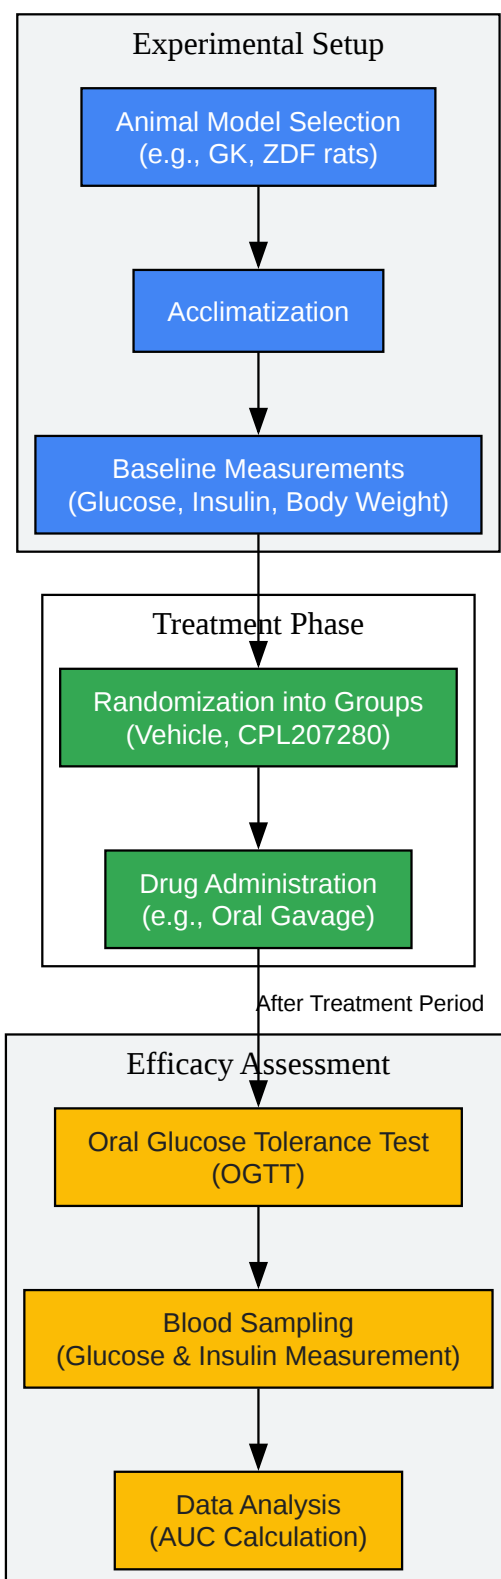 Experimental Setup
Animal Model Selection
(e.g., GK, ZDF rats)
Acclimatization
Baseline Measurements
(Glucose, Insulin, Body Weight)
Treatment Phase
Randomization into Groups
(Vehicle, CPL207280)
Drug Administration
(e.g., Oral Gavage)
After Treatment Period
Efficacy Assessment
Oral Glucose Tolerance Test
(OGTT)
Blood Sampling
(Glucose & Insulin Measurement)
Data Analysis
(AUC Calculation)